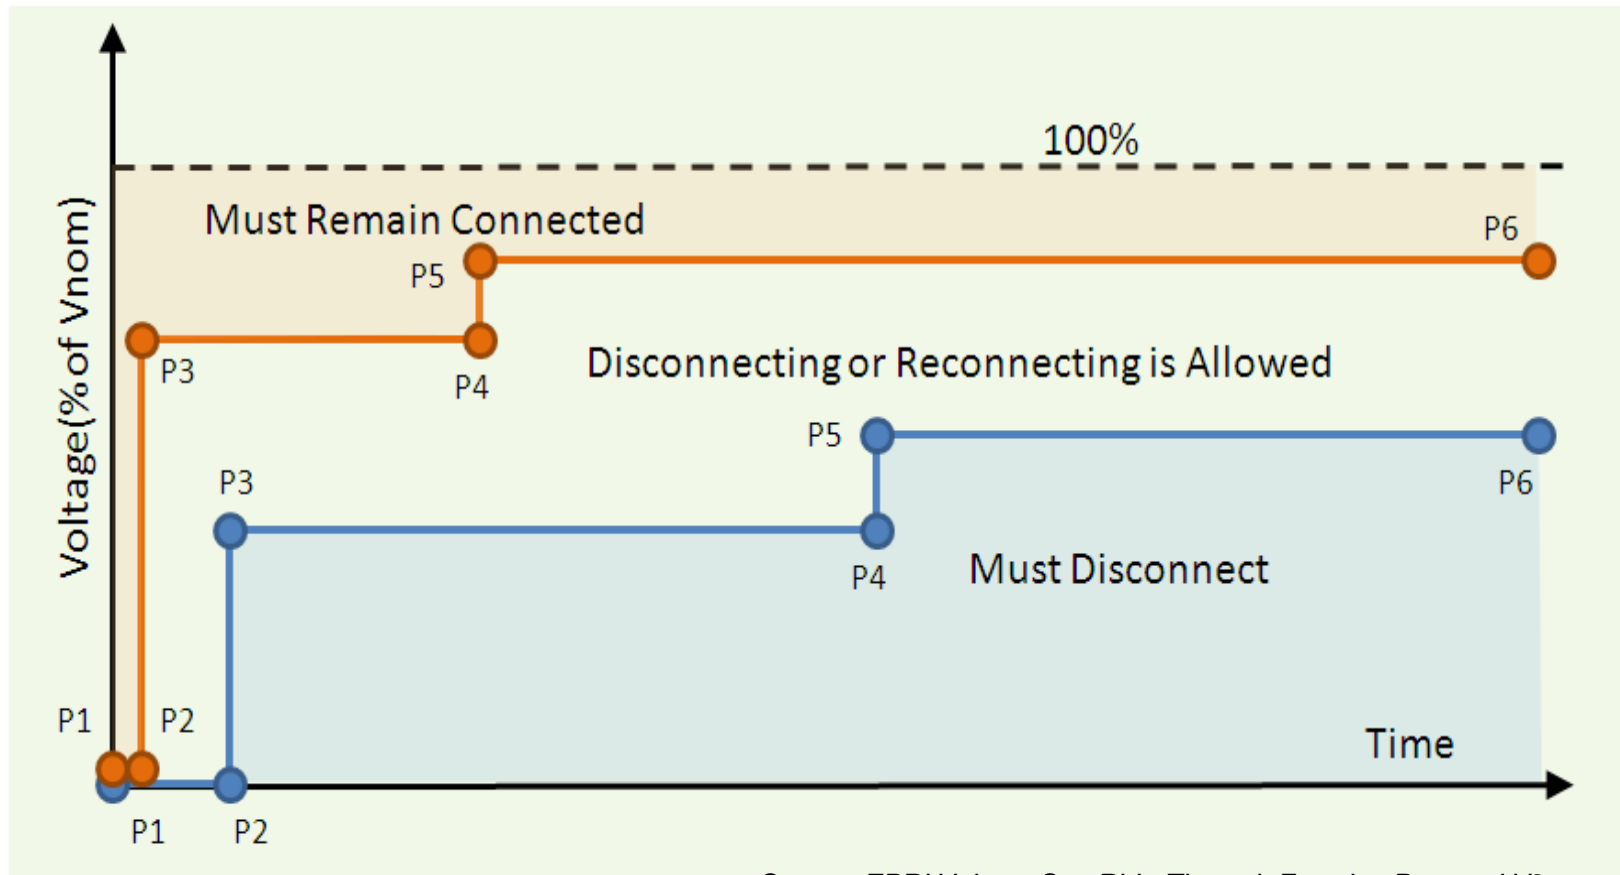 100%
Must Remain Connected
P6
P5
P3
P4
Disconnecting or Reconnecting is Allowed
Voltage(% of Vnom)
P5
P3
P6
P4
Must Disconnect
P1
P2
Time
P1
P2